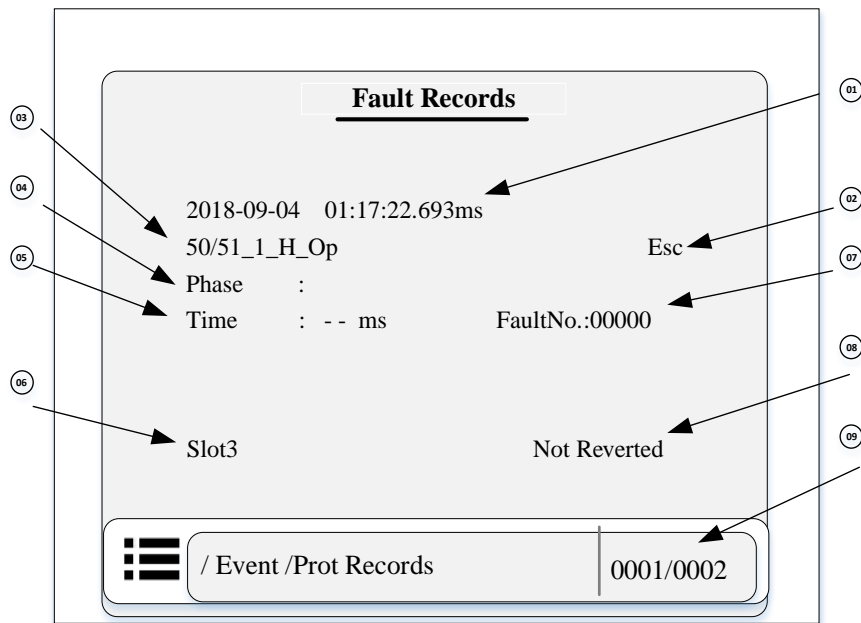 Fault Records
01
03
04
2018-09-04 01:17:22.693ms
02
50/51_1_H_Op
Esc
05
07
Phase :
Time : - - ms
FaultNo.:00000
08
06
Slot3
Not Reverted
09
/ Event /Prot Records
0001/0002